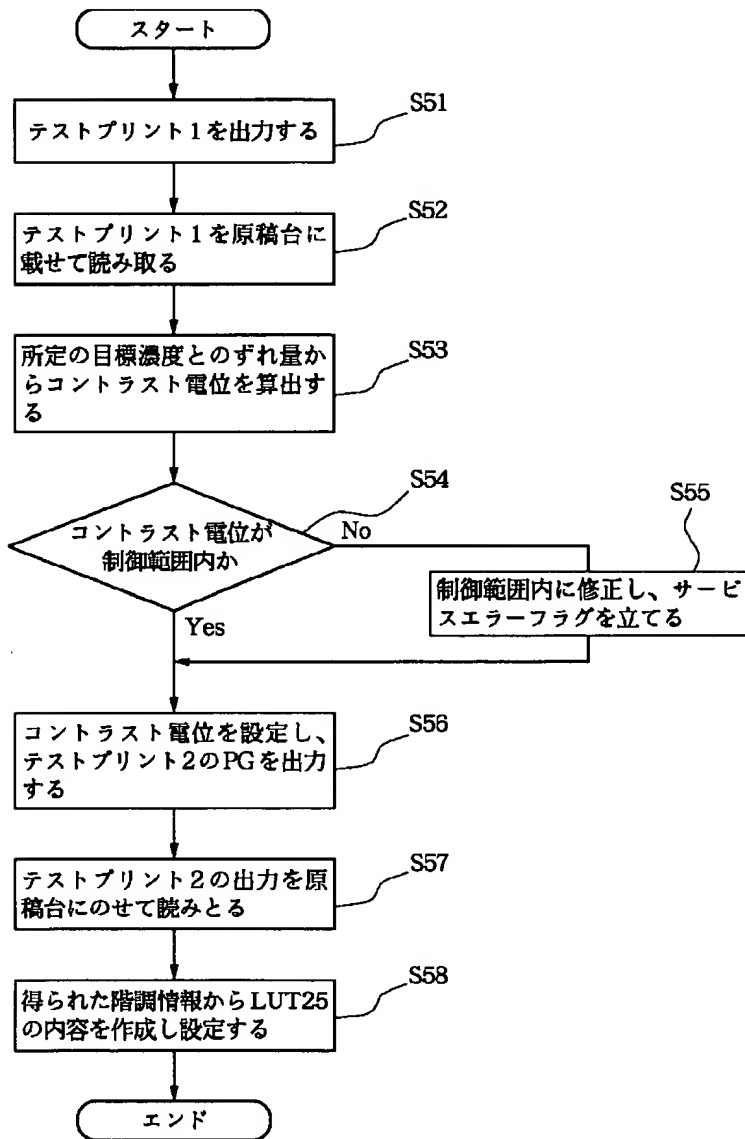 スタート
S51
テストプリント1を出力する
S52
テストプリント1を原稿台に
載せて読み取る
S53
所定の目標濃度とのずれ量か
らコントラスト電位を算出す
る
S54
コントラスト電位が
制御範囲内か
No
Yes
S55
制御範囲内に修正し、サービ
スエラーフラグを立てる
S56
コントラスト電位を設定し、
テストプリント2のPGを出力
する
S57
テストプリント2の出力を原
稿台にのせて読みとる
S58
得られた階調情報からLUT25
の内容を作成し設定する
エンド